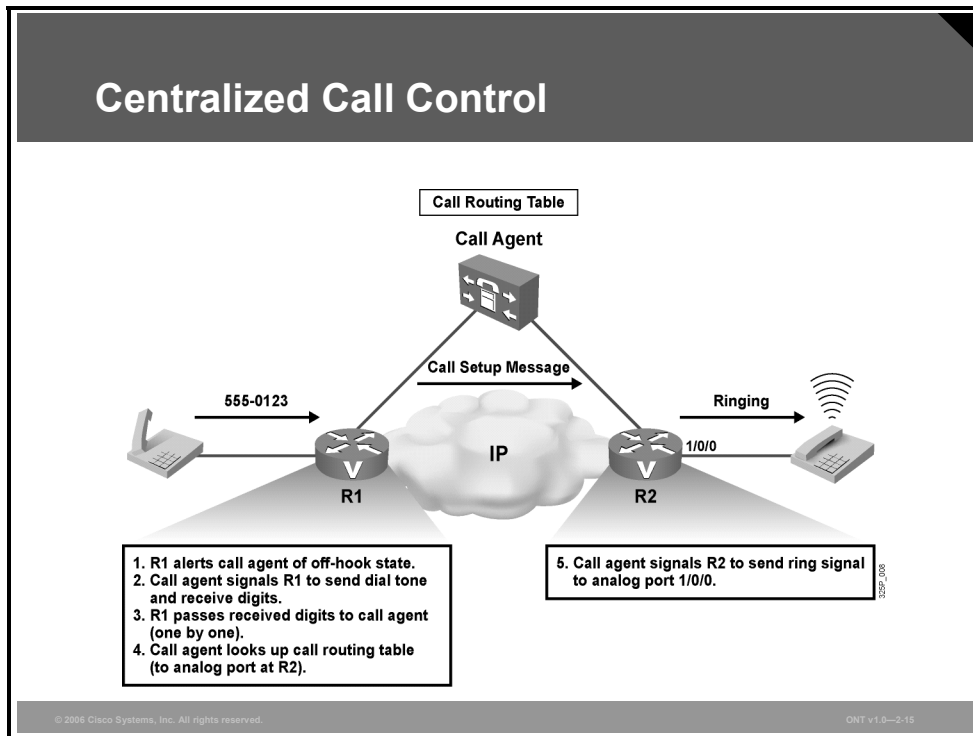 Centralized Call Control
Call Routing Table
Call Agent
Call Setup Message
555-0123
Ringing
IP
1/0/0
V
R1
V
R2
1. R1 alerts call agent of off-hook state.
2. Call agent signals R1 to send dial tone
and receive digits.
3. R1 passes received digits to call agent
(one by one).
4. Call agent looks up call routing table
(to analog port at R2).
5. Call agent signals R2 to send ring signal
to analog port 1/0/0.
325P_008
© 2006 Cisco Systems, Inc. All rights reserved.
ONT v1.0—2-15